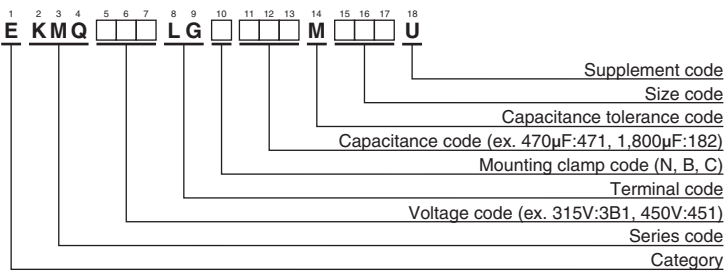 1 2 3 4 5 6 7 8 9 10 11 12 13 14 15 16 17 18
E KMQ LG M U
Supplement code
Size code
Capacitance tolerance code
Capacitance code (ex. 470µF:471, 1,800µF:182)
Mounting clamp code (N, B, C)
Terminal code
Voltage code (ex. 315V:3B1, 450V:451)
Series code
Category